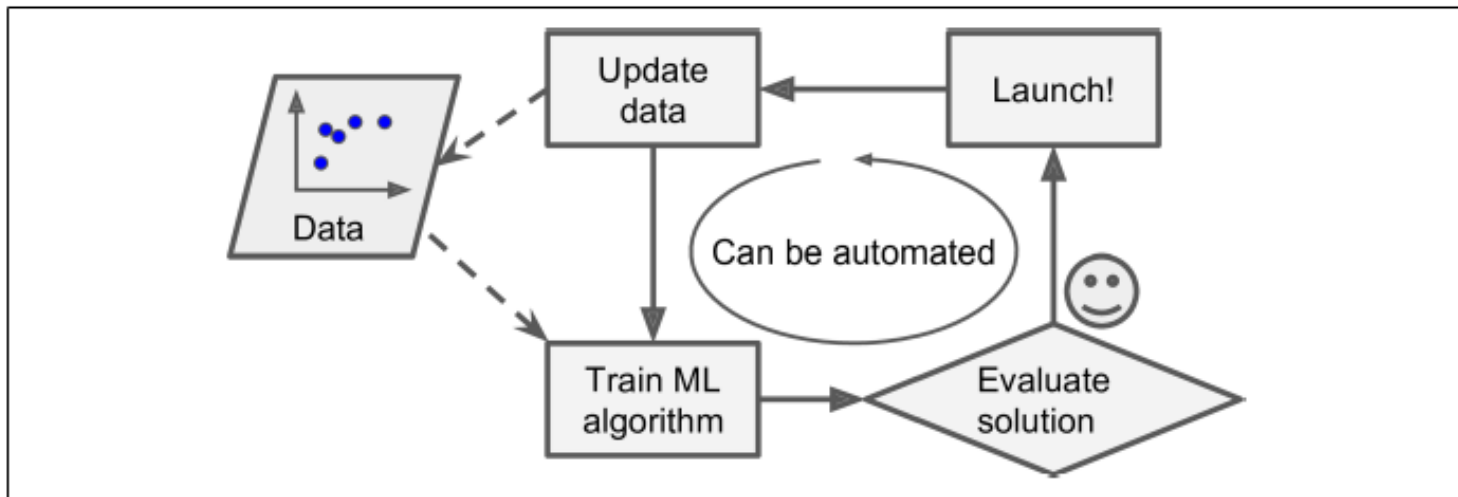 Update
data
Launch!
Data
Can be automated
Train ML
algorithm
Evaluate
solution